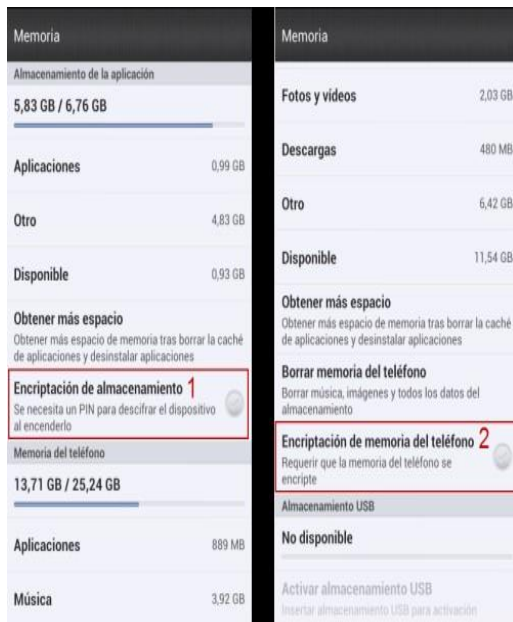 Memoria
Almacenamiento de la aplicación
5,83 GB / 6,76 GB
Aplicaciones 0,99 GB
Otro 4,83 GB
Disponible 0,93 GB
Obtener más espacio
Obtener más espacio de memoria tras borrar la caché
de aplicaciones y desinstalar aplicaciones
Encriptación de almacenamiento 1
Se necesita un PIN para descifrar el dispositivo
al encenderlo
Memoria del teléfono
13,71 GB / 25,24 GB
Aplicaciones 889 MB
Música 3,92 GB
Memoria
Fotos y vídeos 2,03 GB
Descargas 480 MB
Otro 6,42 GB
Disponible 11,54 GB
Obtener más espacio
Obtener más espacio de memoria tras borrar la caché
de aplicaciones y desinstalar aplicaciones
Borrar memoria del teléfono
Borrar música, imágenes y todos los datos del
almacenamiento
Encriptación de memoria del teléfono 2
Requerir que la memoria del teléfono se
encripte
Almacenamiento USB
No disponible
Activar almacenamiento USB
Insertar almacenamiento USB para activación